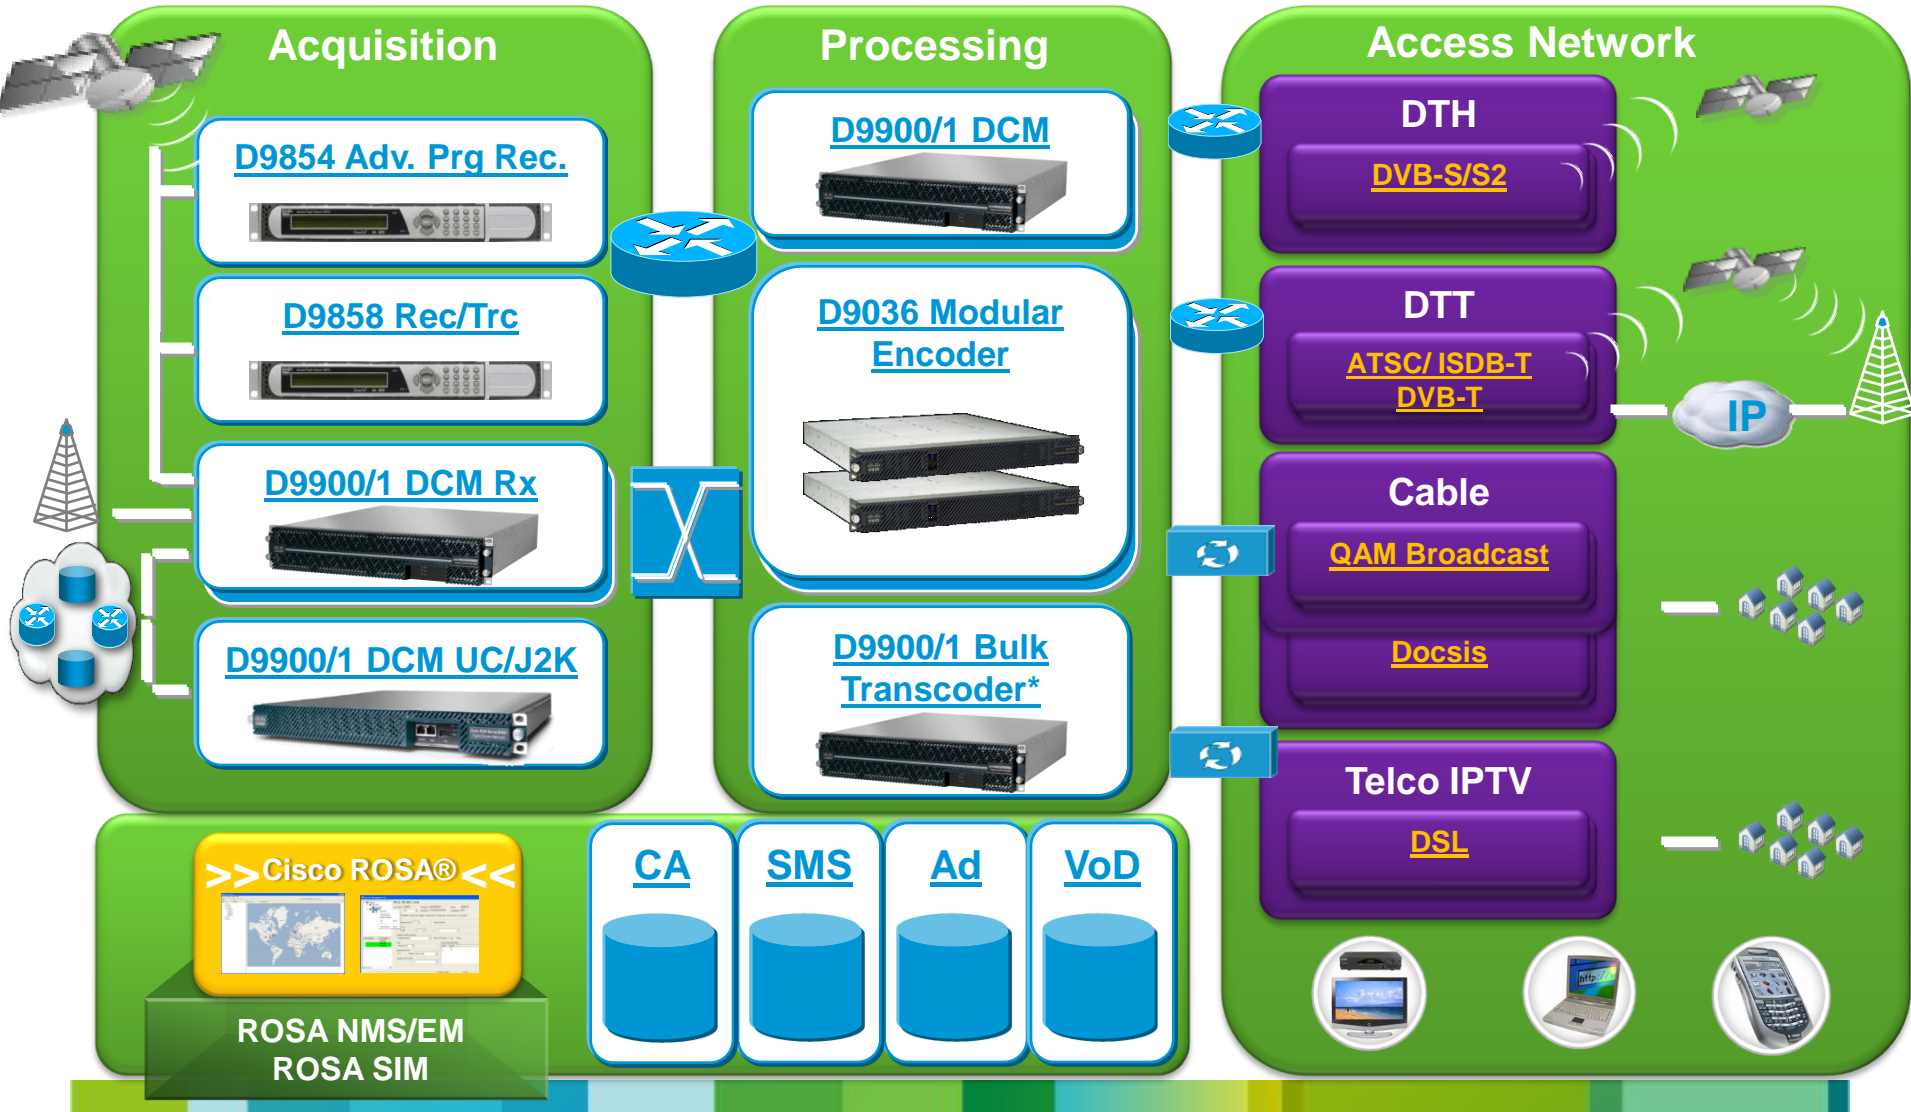 Acquisition
D9854 Adv. Prg Rec.
D9858 Rec/Trc
D9900/1 DCM Rx
D9900/1 DCM UC/J2K
Processing
D9900/1 DCM
D9036 Modular
Encoder
D9900/1 Bulk
Transcoder*
Access Network
DTH
DVB-S/S2
DTT
ATSC/ ISDB-T
DVB-T
IP
Cable
QAM Broadcast
Docsis
Telco IPTV
DSL
>>Cisco ROSA®<<
ROSA NMS/EM
ROSA SIM
CA
SMS
Ad
VoD
http:/